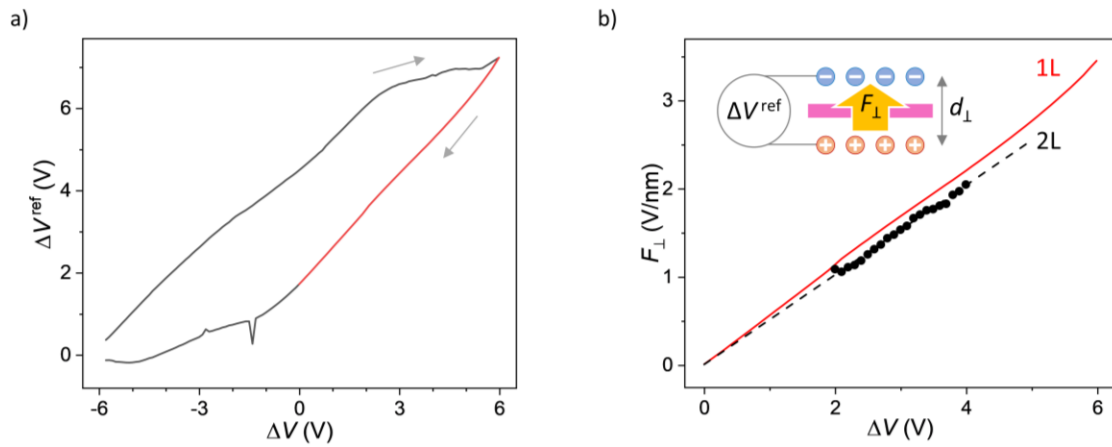 a)
ΔV^ref (V)
6
4
2
0
-6
-3
0
3
6
ΔV (V)
b)
F⊥ (V/nm)
3
2
1
0
0
2
4
6
ΔV (V)
1L
2L
ΔV^ref
F⊥
d⊥
− − − −
+ + + +